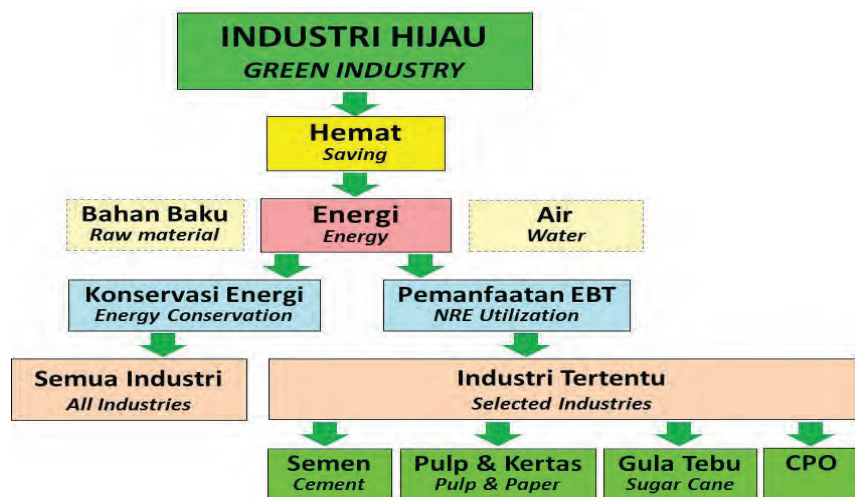 INDUSTRI HIJAU
GREEN INDUSTRY
Hemat
Saving
Bahan Baku
Raw material
Energi
Energy
Air
Water
Konservasi Energi
Energy Conservation
Pemanfaatan EBT
NRE Utilization
Semua Industri
All Industries
Industri Tertentu
Selected Industries
Semen
Cement
Pulp & Kertas
Pulp & Paper
Gula Tebu
Sugar Cane
CPO